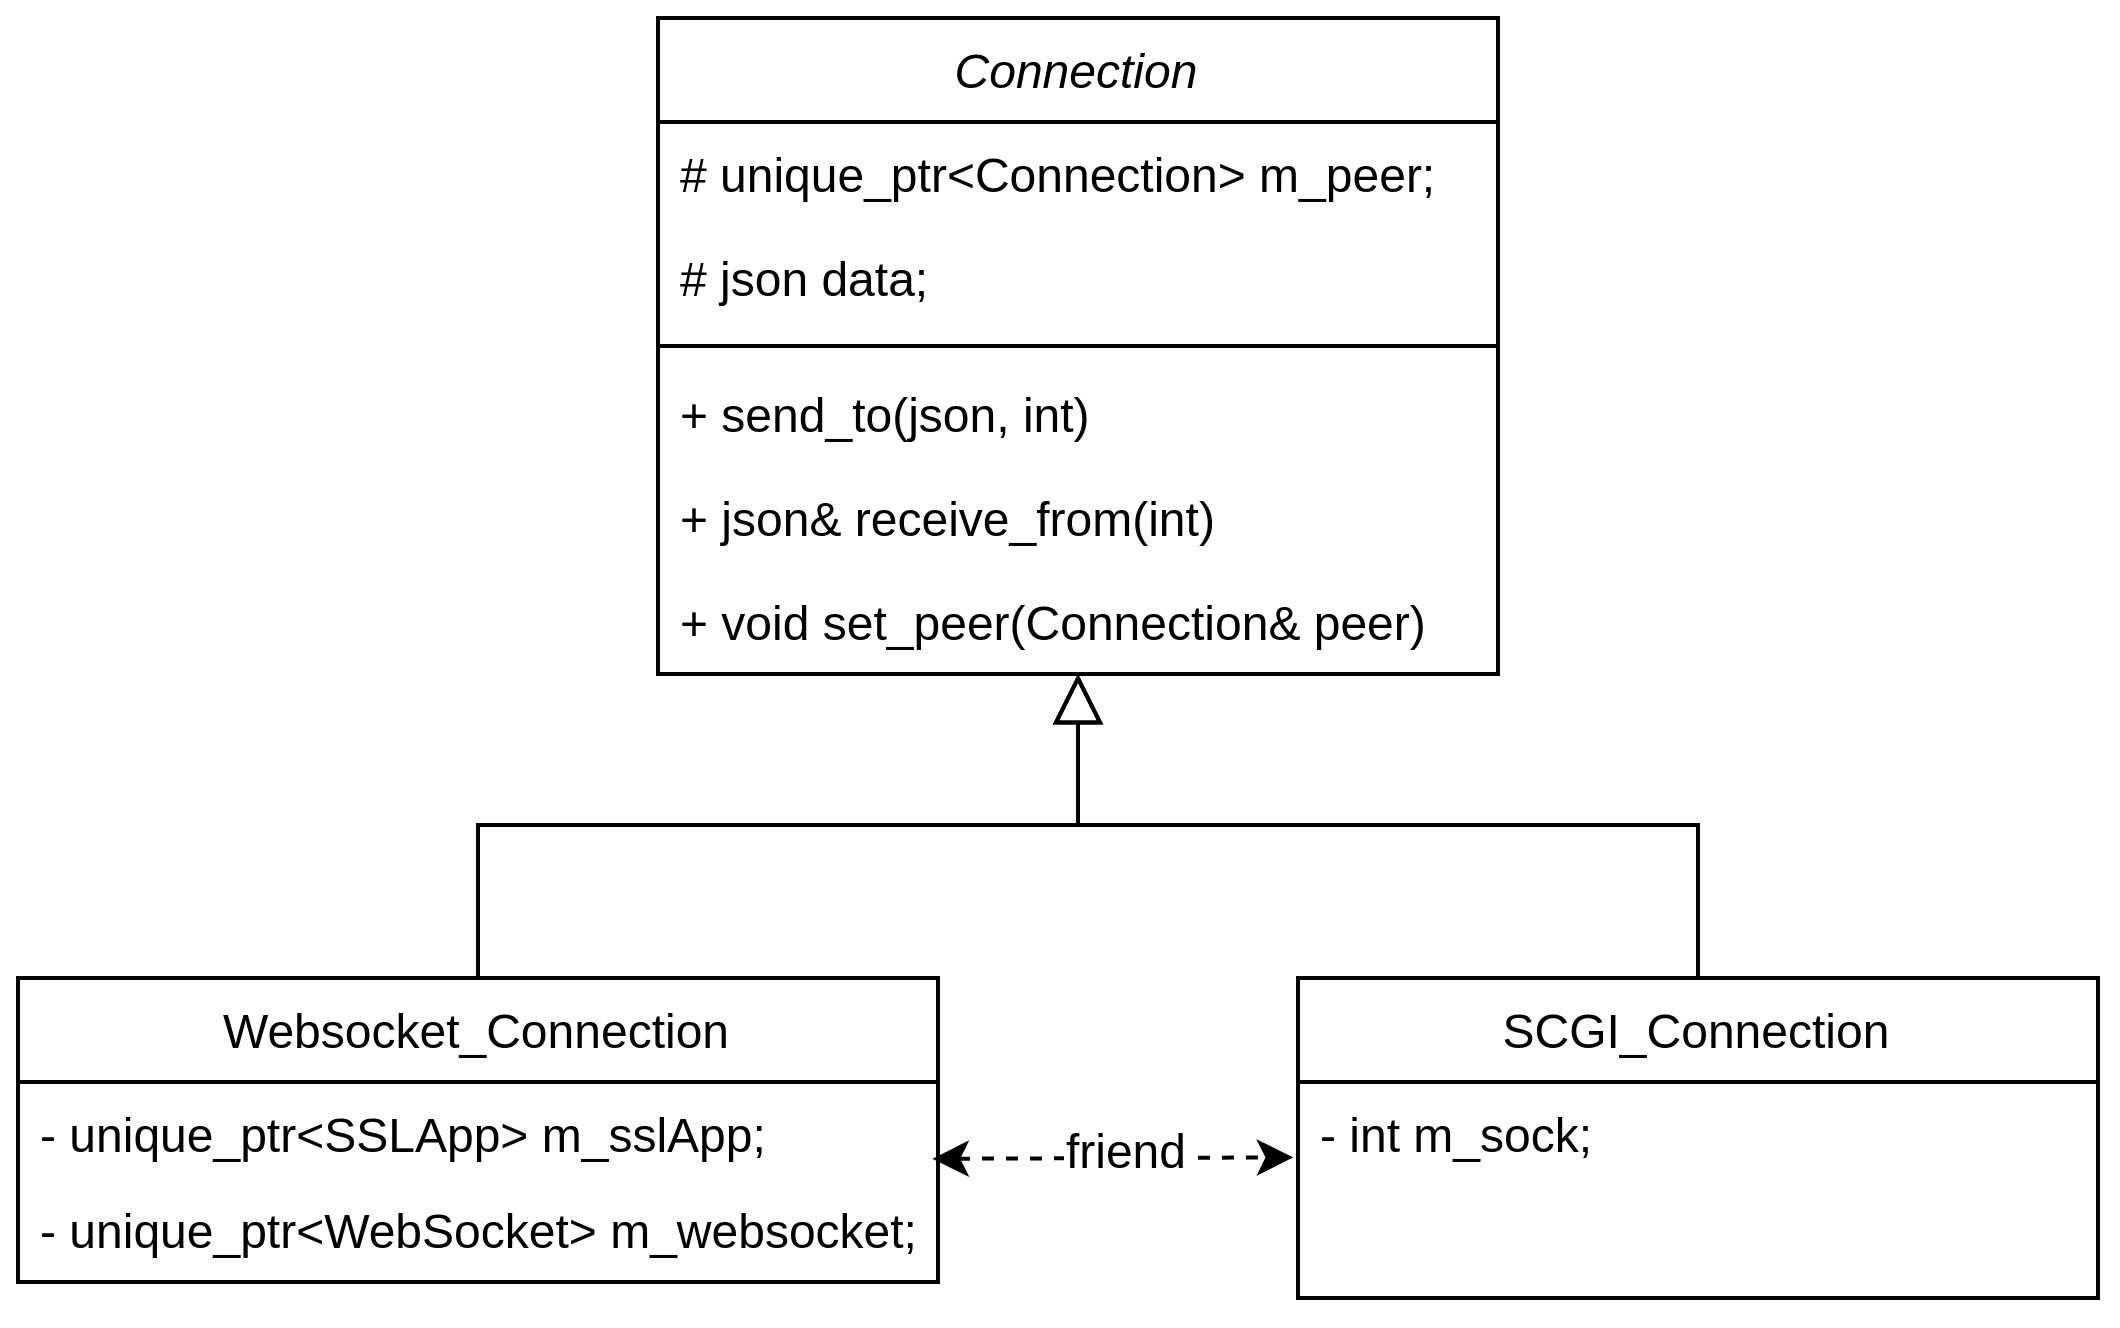 Connection
# unique_ptr<Connection> m_peer;
# json data;
+ send_to(json, int)
+ json& receive_from(int)
+ void set_peer(Connection& peer)
Websocket_Connection
- unique_ptr<SSLApp> m_sslApp;
- unique_ptr<WebSocket> m_websocket;
friend
SCGI_Connection
- int m_sock;